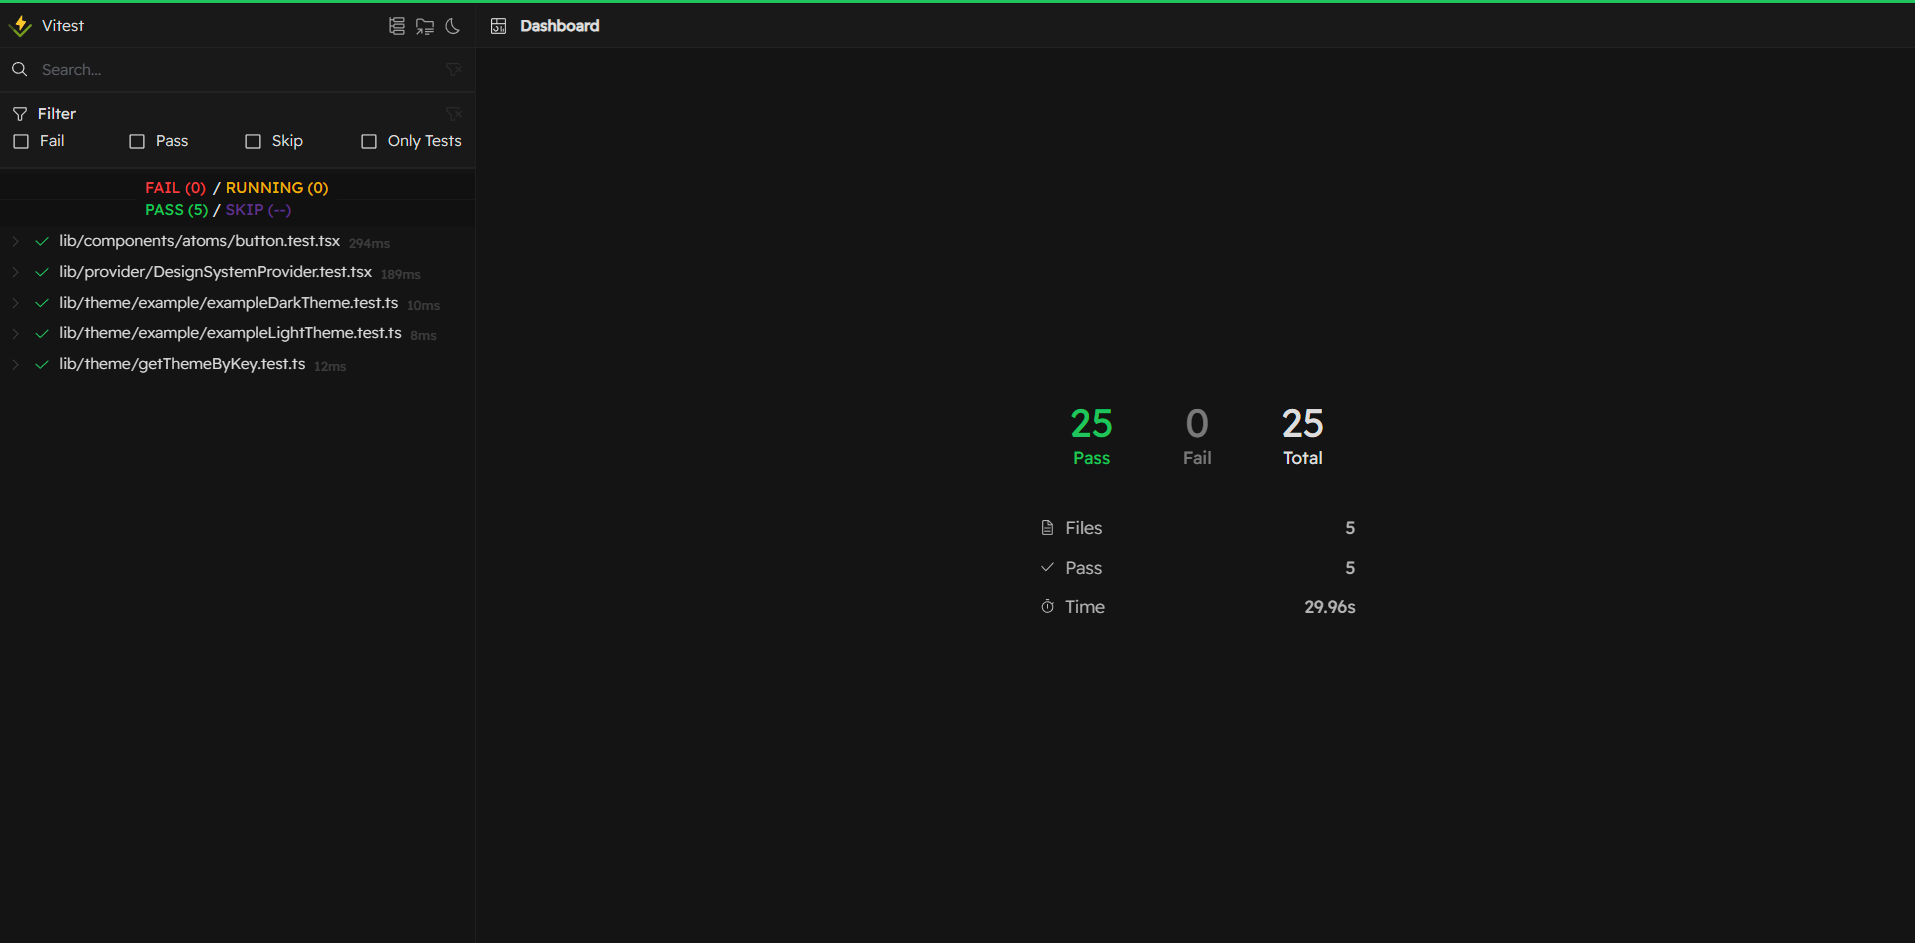 Vitest
Dashboard
Search...
Filter
Fail
Pass
Skip
Only Tests
FAIL (0) / RUNNING (0)
PASS (5) / SKIP (--)
lib/components/atoms/button.test.tsx 294ms
lib/provider/DesignSystemProvider.test.tsx 189ms
lib/theme/example/exampleDarkTheme.test.ts 10ms
lib/theme/example/exampleLightTheme.test.ts 8ms
lib/theme/getThemeByKey.test.ts 12ms
25 0 25
Pass Fail Total
Files 5
Pass 5
Time 29.96s